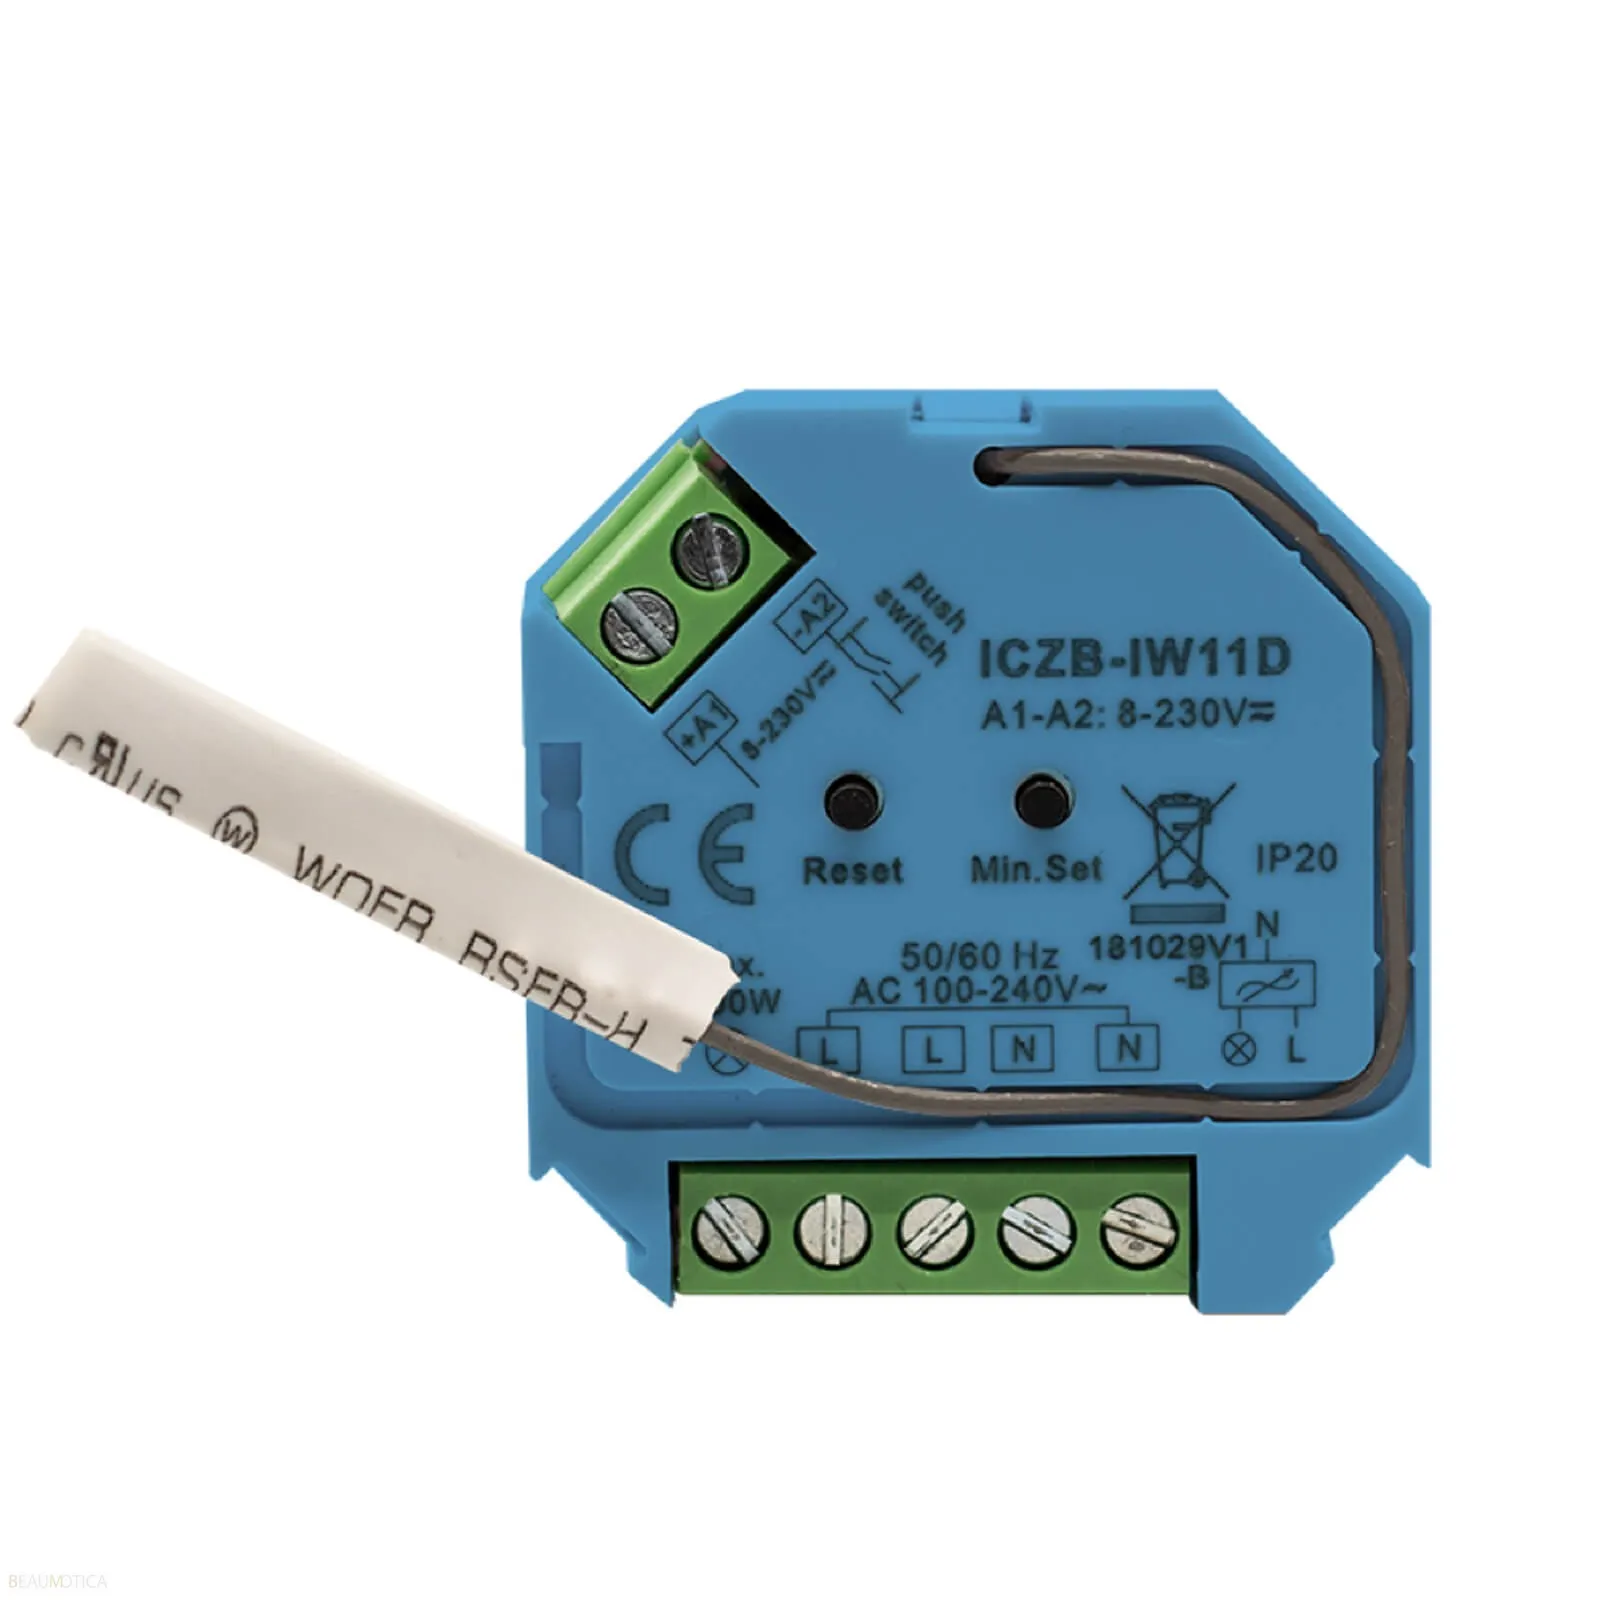 -A2
push
switch
+A1
8-230V
ICZB-IW11D
A1-A2: 8-230V
Reset
Min.Set
CE
IP20
WOER RSFR-H
181029V1
-B
N
50/60 Hz
AC 100-240V~
L
L
N
N
L
BEAUMOTICA